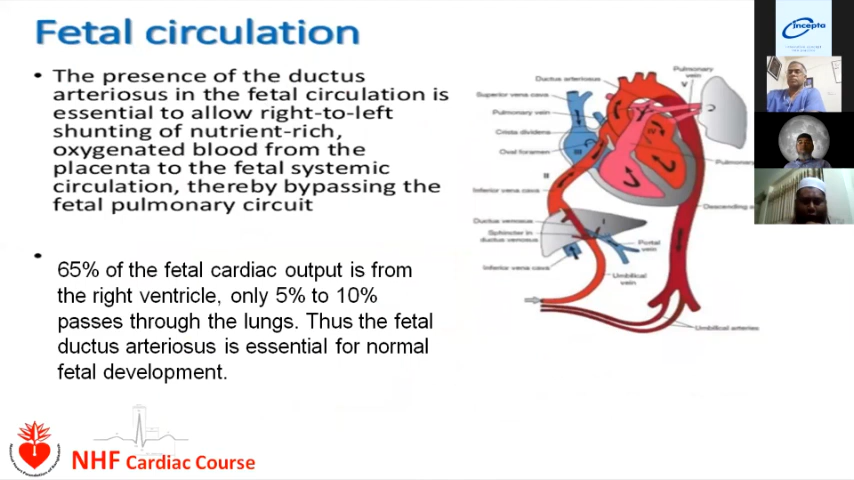 Fetal circulation
• The presence of the ductus
arteriosus in the fetal circulation is
essential to allow right-to-left
shunting of nutrient-rich,
oxygenated blood from the
placenta to the fetal systemic
circulation, thereby bypassing the
fetal pulmonary circuit
•
65% of the fetal cardiac output is from
the right ventricle, only 5% to 10%
passes through the lungs. Thus the fetal
ductus arteriosus is essential for normal
fetal development.
Ductus arteriosus
Superior vena cava
Pulmonary vein
Crista dividens
Oval foramen
Inferior vena cava
Ductus venosus
Sphincter in
ductus venosus
Inferior vena cava
Pulmonary
vein
V
IV
III
II
I
Pulmonary
Descending
Portal
vein
Umbilical
vein
Umbilical arteries
NHF Cardiac Course
incepta